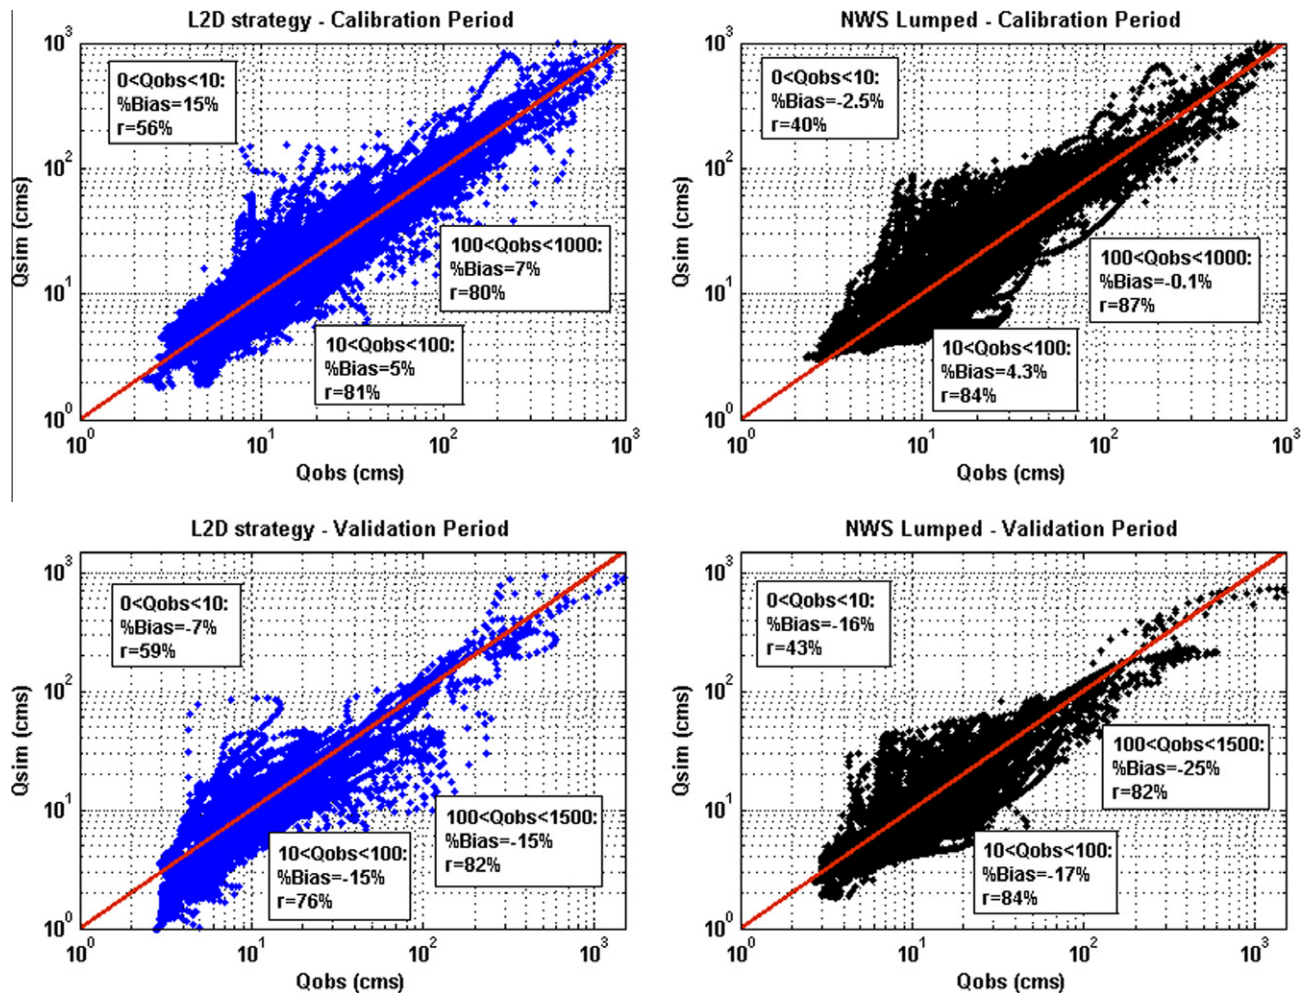 L2D strategy - Calibration Period
10^3
10^2
10^1
10^0
Qsim (cms)
0<Qobs<10:
%Bias=15%
r=56%
100<Qobs<1000:
%Bias=7%
r=80%
10<Qobs<100:
%Bias=5%
r=81%
10^0 10^1 10^2 10^3
Qobs (cms)
NWS Lumped - Calibration Period
10^3
10^2
10^1
10^0
Qsim (cms)
0<Qobs<10:
%Bias=-2.5%
r=40%
100<Qobs<1000:
%Bias=-0.1%
r=87%
10<Qobs<100:
%Bias=4.3%
r=84%
10^0 10^1 10^2 10^3
Qobs (cms)
L2D strategy - Validation Period
10^3
10^2
10^1
10^0
Qsim (cms)
0<Qobs<10:
%Bias=-7%
r=59%
100<Qobs<1500:
%Bias=-15%
r=82%
10<Qobs<100:
%Bias=-15%
r=76%
10^0 10^1 10^2 10^3
Qobs (cms)
NWS Lumped - Validation Period
10^3
10^2
10^1
10^0
Qsim (cms)
0<Qobs<10:
%Bias=-16%
r=43%
100<Qobs<1500:
%Bias=-25%
r=82%
10<Qobs<100:
%Bias=-17%
r=84%
10^0 10^1 10^2 10^3
Qobs (cms)